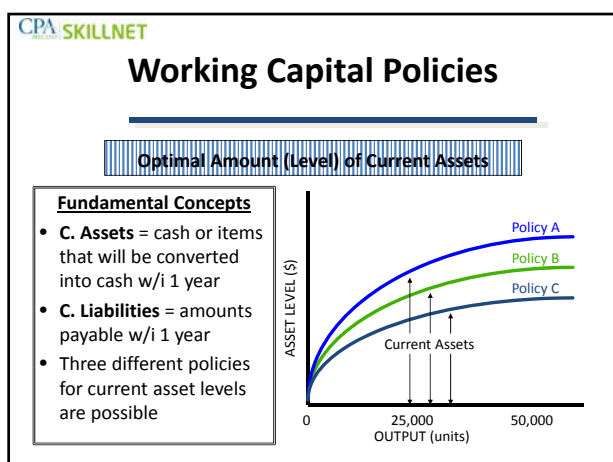 CPA SKILLNET
IRELAND
Working Capital Policies
Optimal Amount (Level) of Current Assets
Fundamental Concepts
• C. Assets = cash or items
that will be converted
into cash w/i 1 year
• C. Liabilities = amounts
payable w/i 1 year
• Three different policies
for current asset levels
are possible
ASSET LEVEL ($)
Policy A
Policy B
Policy C
Current Assets
0 25,000 50,000
OUTPUT (units)